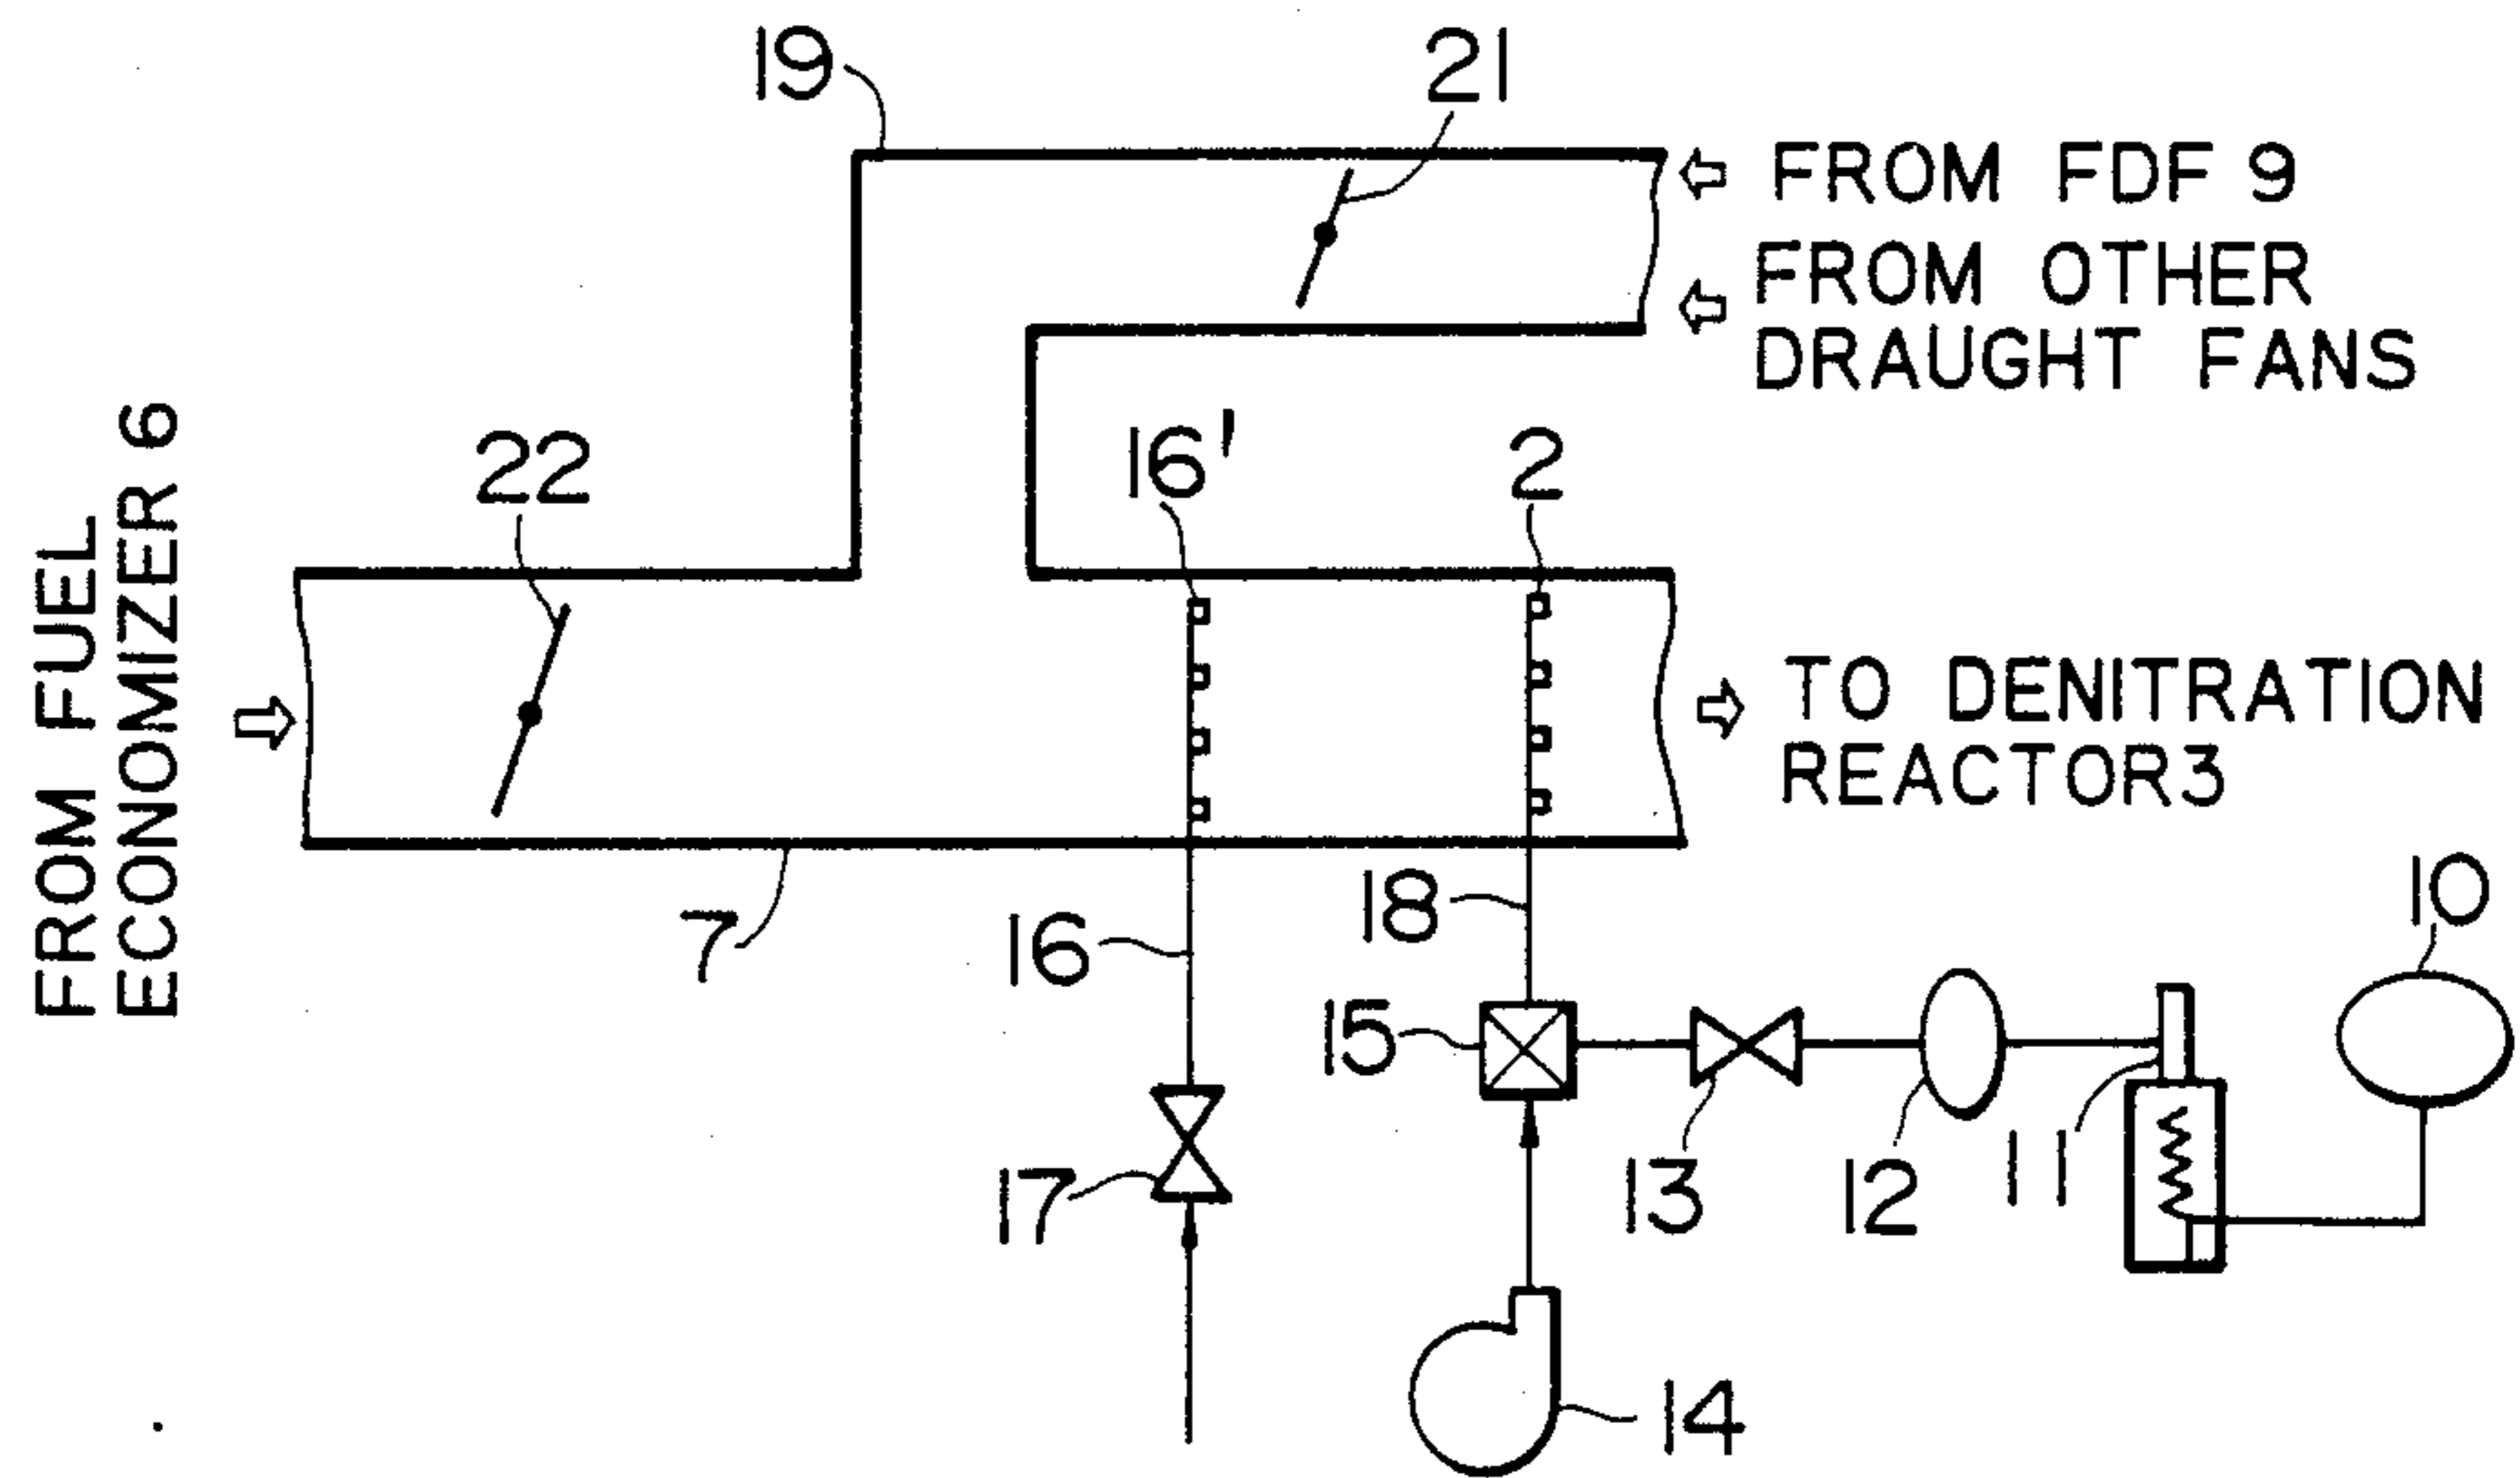 19
21
FROM FDF 9
FROM OTHER
DRAUGHT FANS
FROM FUEL
ECONOMIZER 6
22
16'
2
TO DENITRATION
REACTOR3
7
16
18
10
15
17
13
12
11
14